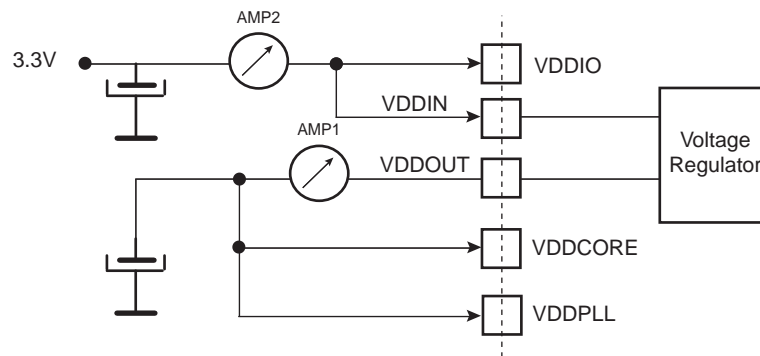 AMP2
3.3V
VDDIO
VDDIN
AMP1
Voltage
Regulator
VDDOUT
VDDCORE
VDDPLL